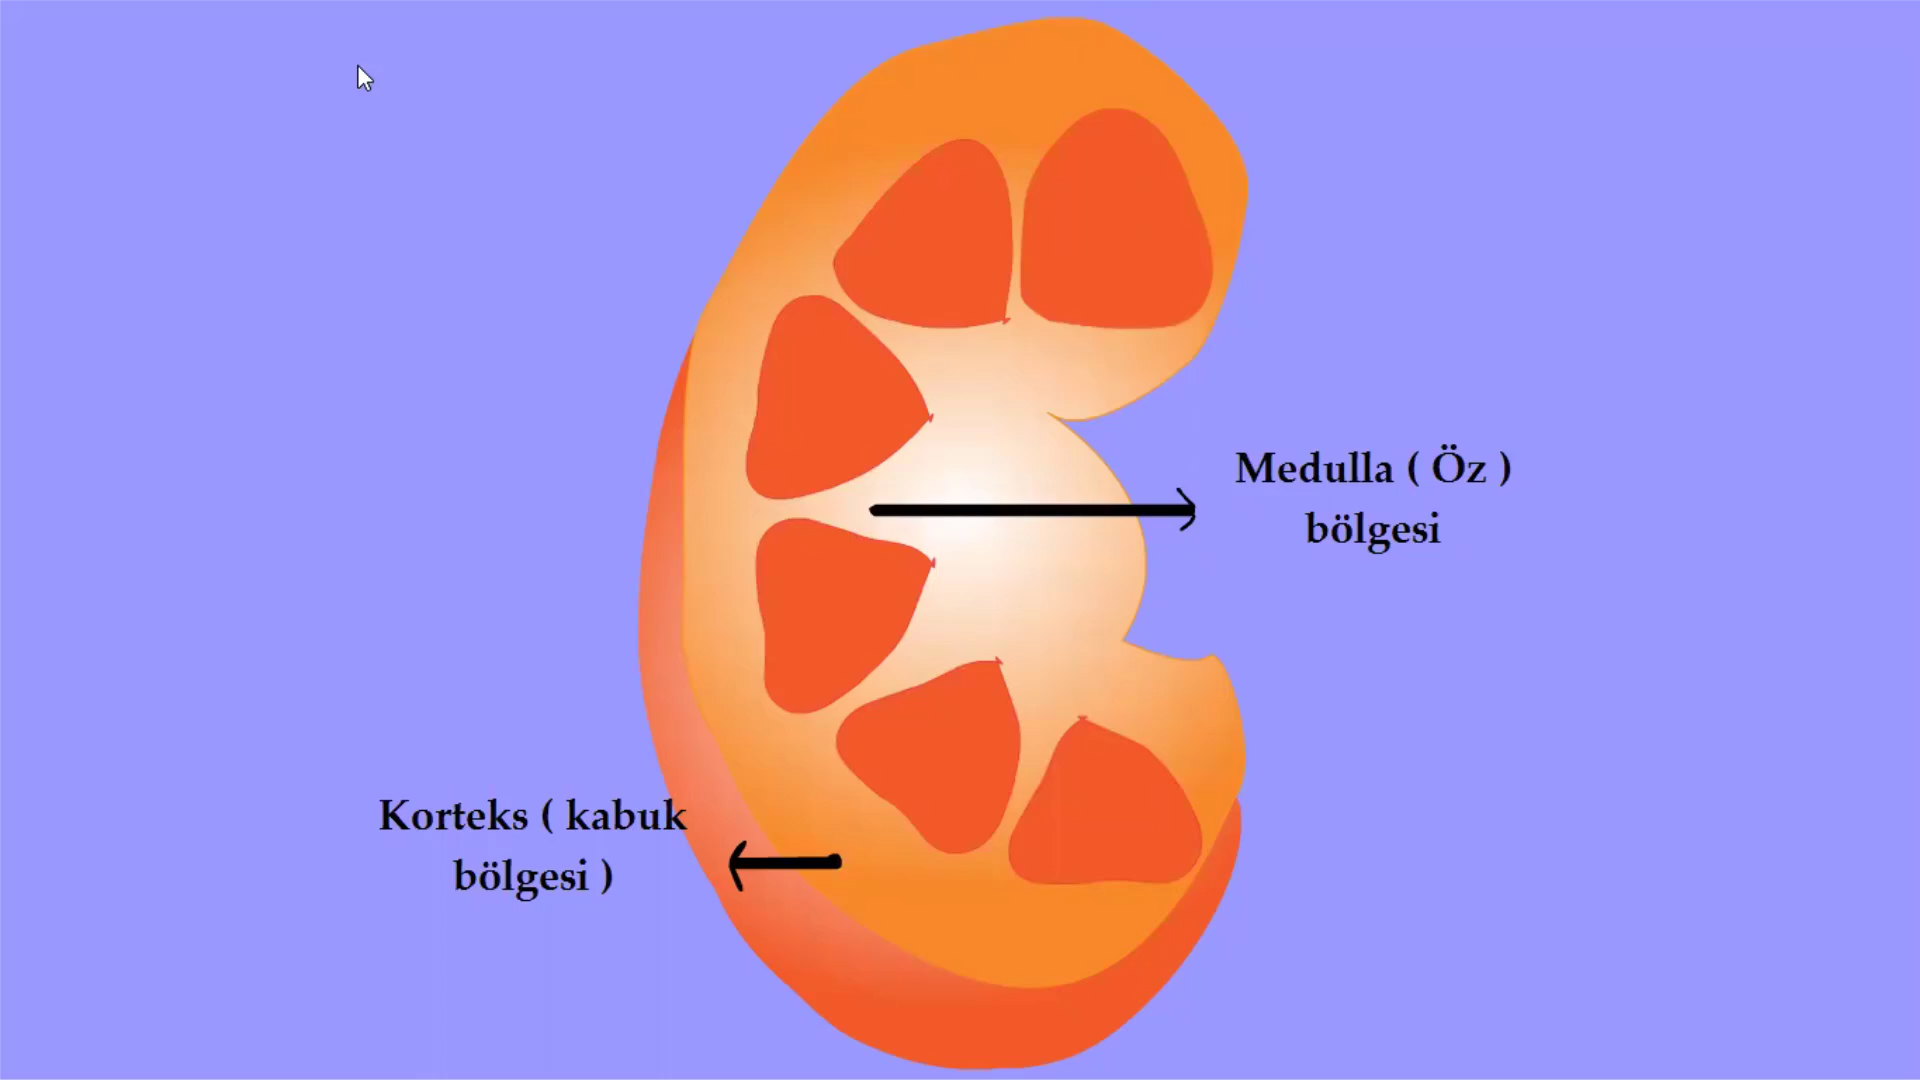 Medulla ( Öz )
bölgesi
Korteks ( kabuk
bölgesi )